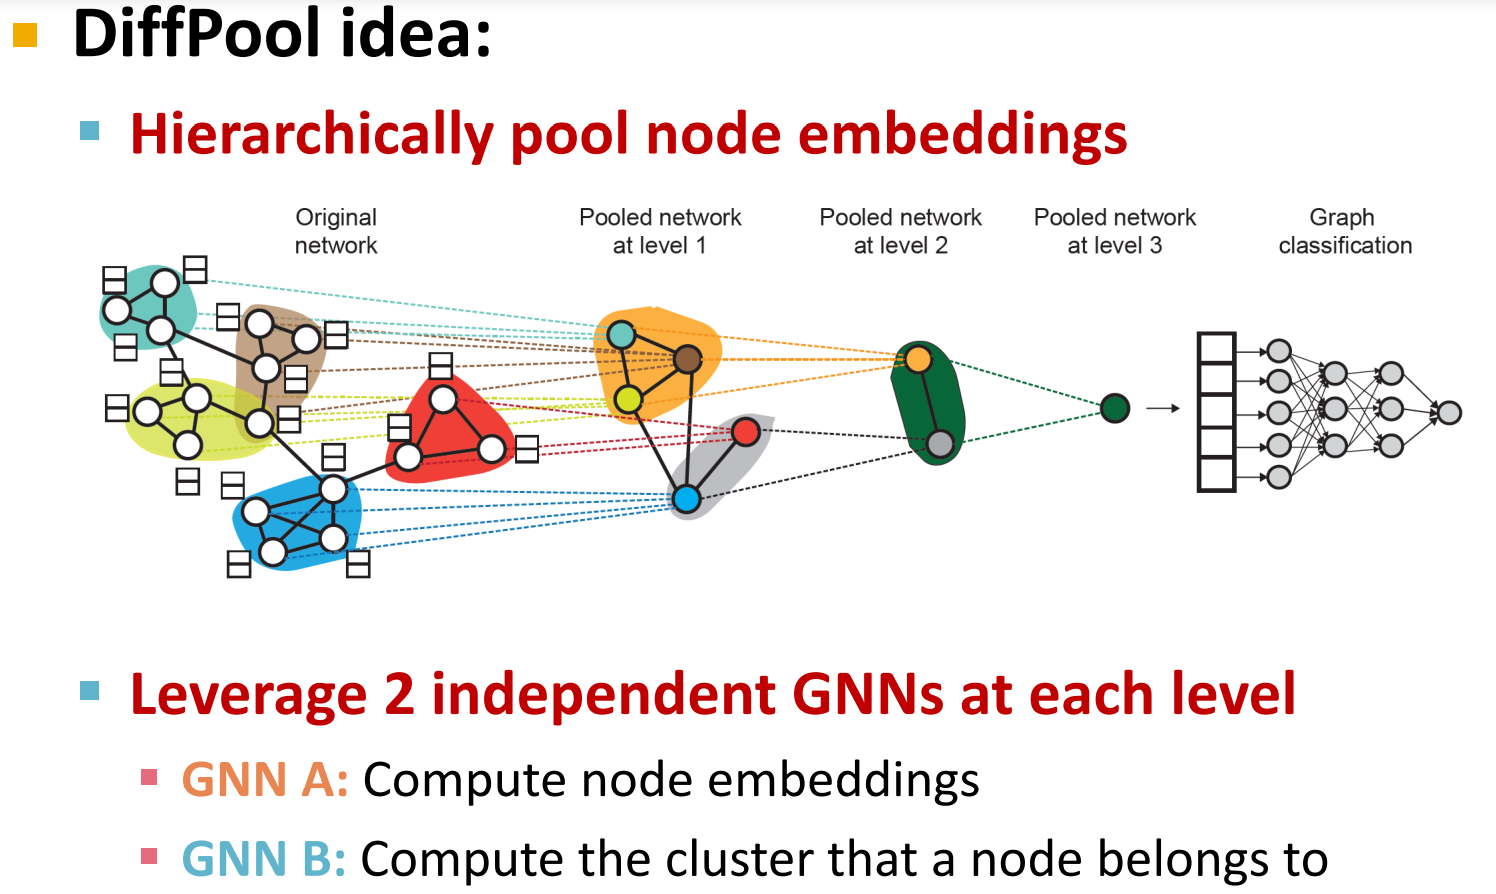 DiffPool idea:
Hierarchically pool node embeddings
Original
network
Pooled network
at level 1
Pooled network
at level 2
Pooled network
at level 3
Graph
classification
Leverage 2 independent GNNs at each level
GNN A: Compute node embeddings
GNN B: Compute the cluster that a node belongs to